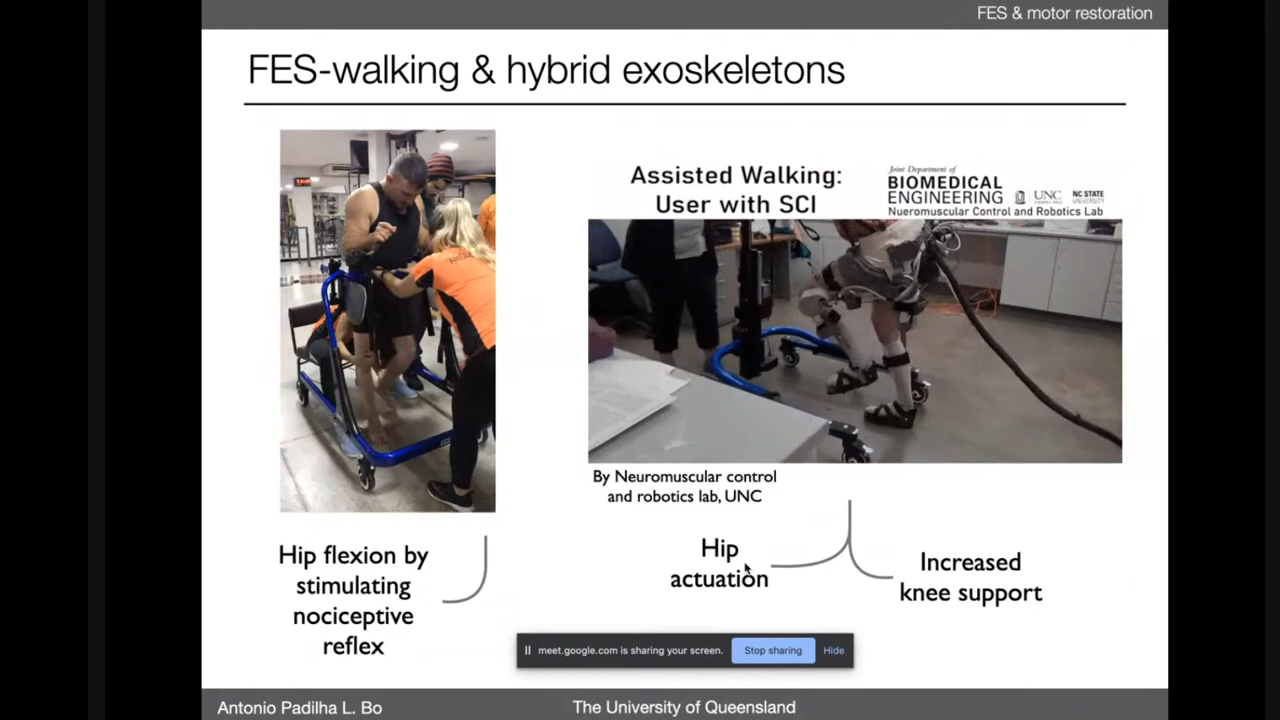 FES & motor restoration
FES-walking & hybrid exoskeletons
Assisted Walking:
User with SCI
Joint Department of
BIOMEDICAL
ENGINEERING
UNC
NC STATE
UNIVERSITY
Nueromuscular Control and Robotics Lab
By Neuromuscular control
and robotics lab, UNC
Hip flexion by
stimulating
nociceptive
reflex
Hip
actuation
Increased
knee support
meet.google.com is sharing your screen.
Stop sharing
Hide
Antonio Padilha L. Bo
The University of Queensland